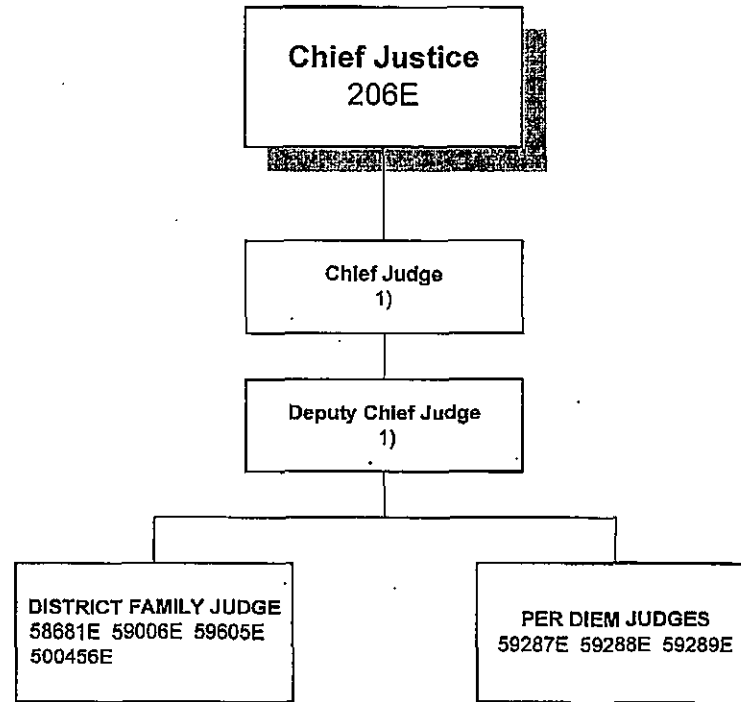 Chief Justice
206E
Chief Judge
1)
Deputy Chief Judge
1)
DISTRICT FAMILY JUDGE
58681E 59006E 59605E
500456E
PER DIEM JUDGES
59287E 59288E 59289E